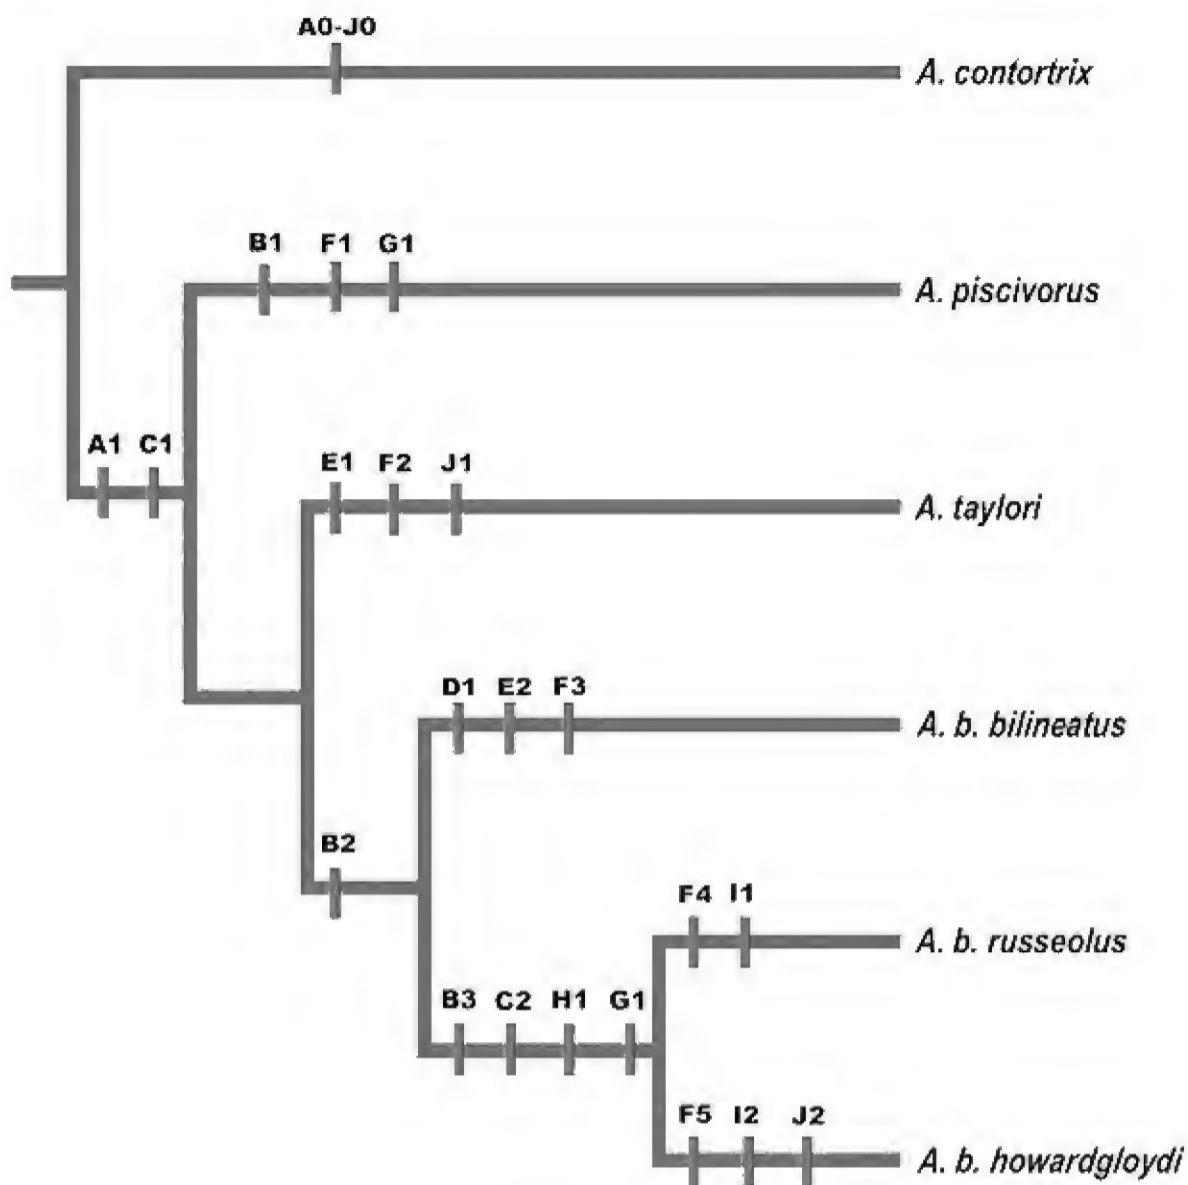 A0-J0
A. contortrix
B1 F1 G1
A. piscivorus
A1 C1
E1 F2 J1
A. taylori
D1 E2 F3
A. b. bilineatus
B2
F4 I1
A. b. russeolus
B3 C2 H1 G1
F5 I2 J2
A. b. howardgloydi